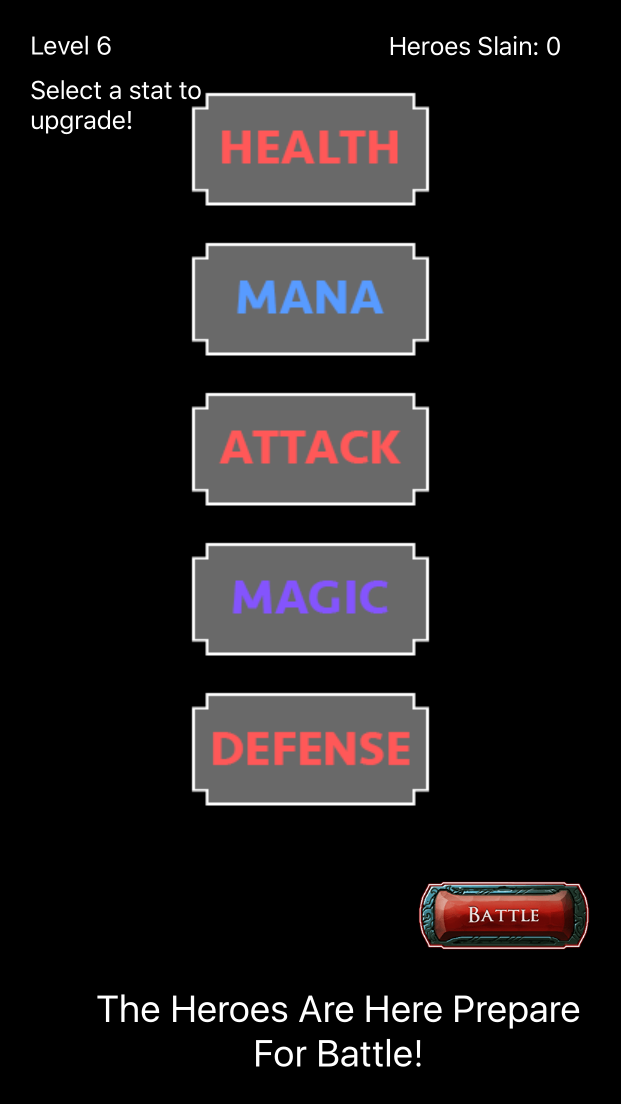 Level 6
Heroes Slain: 0
Select a stat to
upgrade!
HEALTH
MANA
ATTACK
MAGIC
DEFENSE
BATTLE
The Heroes Are Here Prepare
For Battle!